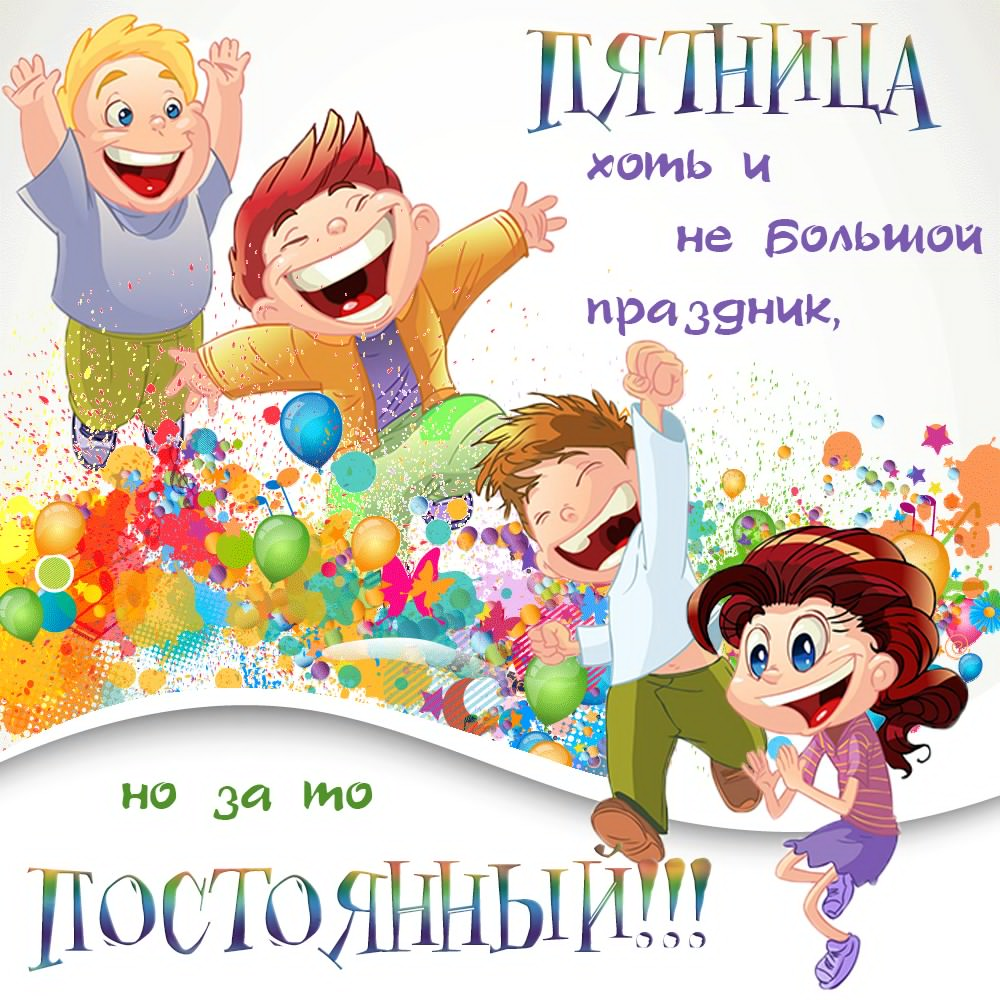 ПЯТНИЦА
хоть и
не Большой
праздник,
но за то
ПОСТОЯННЫЙ!!!